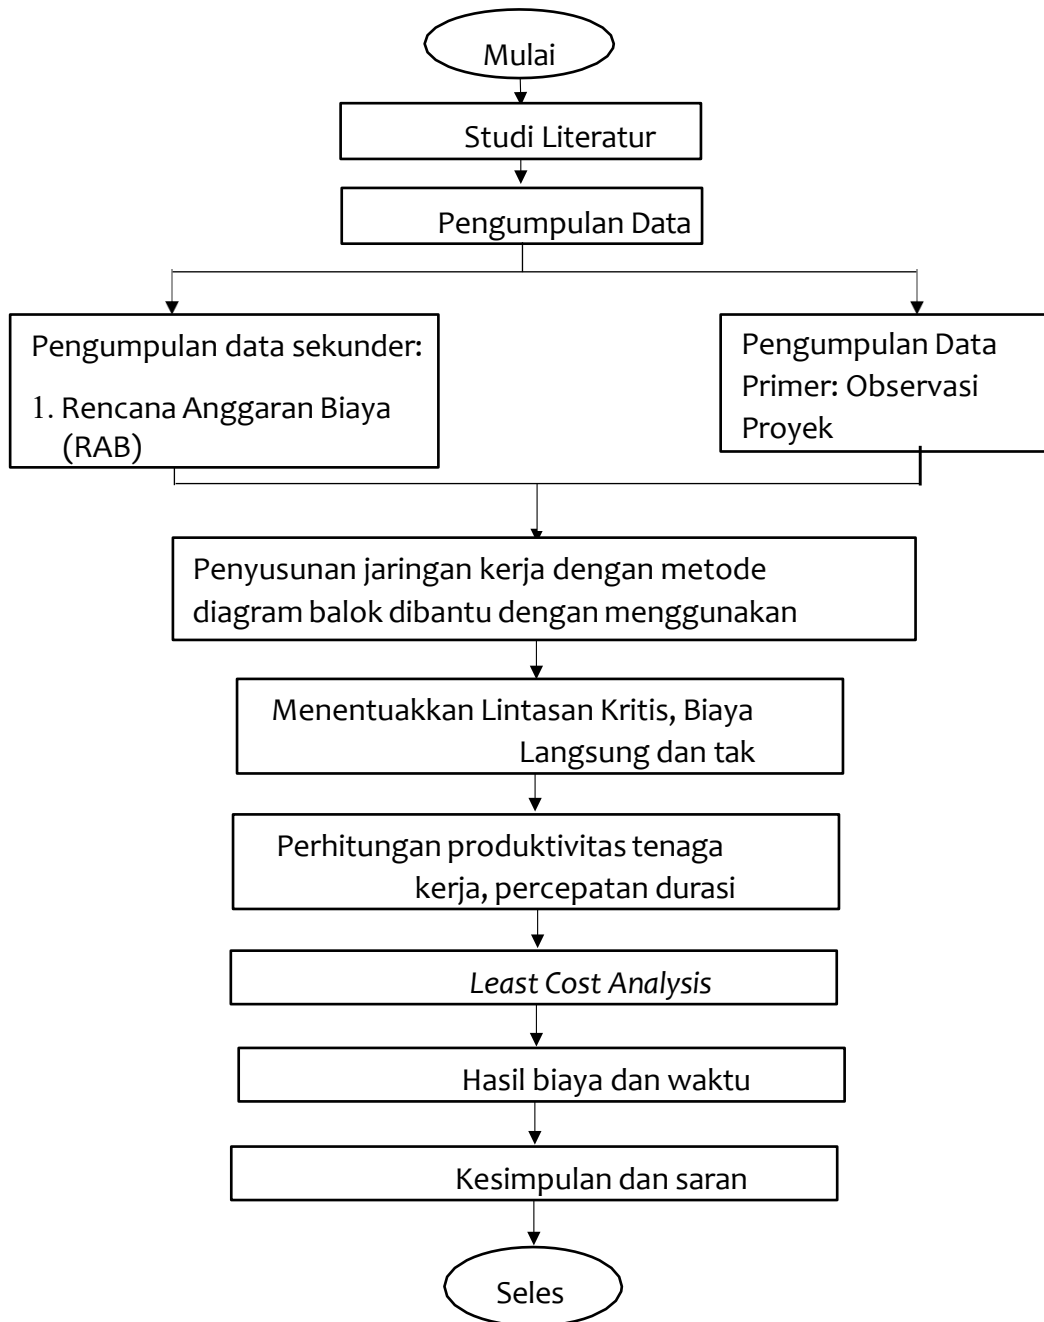 Mulai
Studi Literatur
Pengumpulan Data
Pengumpulan data sekunder:
1. Rencana Anggaran Biaya
(RAB)
Pengumpulan Data
Primer: Observasi
Proyek
Penyusunan jaringan kerja dengan metode
diagram balok dibantu dengan menggunakan
Menentuakkan Lintasan Kritis, Biaya
Langsung dan tak
Perhitungan produktivitas tenaga
kerja, percepatan durasi
Least Cost Analysis
Hasil biaya dan waktu
Kesimpulan dan saran
Seles